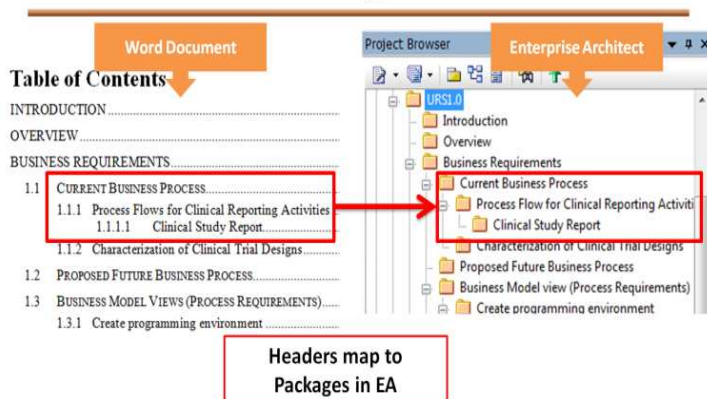 Word Document
Table of Contents
INTRODUCTION
OVERVIEW
BUSINESS REQUIREMENTS
1.1 CURRENT BUSINESS PROCESS
1.1.1 Process Flows for Clinical Reporting Activities
1.1.1.1 Clinical Study Report
1.1.2 Characterization of Clinical Trial Designs
1.2 PROPOSED FUTURE BUSINESS PROCESS
1.3 BUSINESS MODEL VIEWS (PROCESS REQUIREMENTS)
1.3.1 Create programming environment
Project Browser
Enterprise Architect
URS1.0
Introduction
Overview
Business Requirements
Current Business Process
Process Flow for Clinical Reporting Activiti
Clinical Study Report
Characterization of Clinical Trial Designs
Proposed Future Business Process
Business Model view (Process Requirements)
Create programming environment
Headers map to
Packages in EA